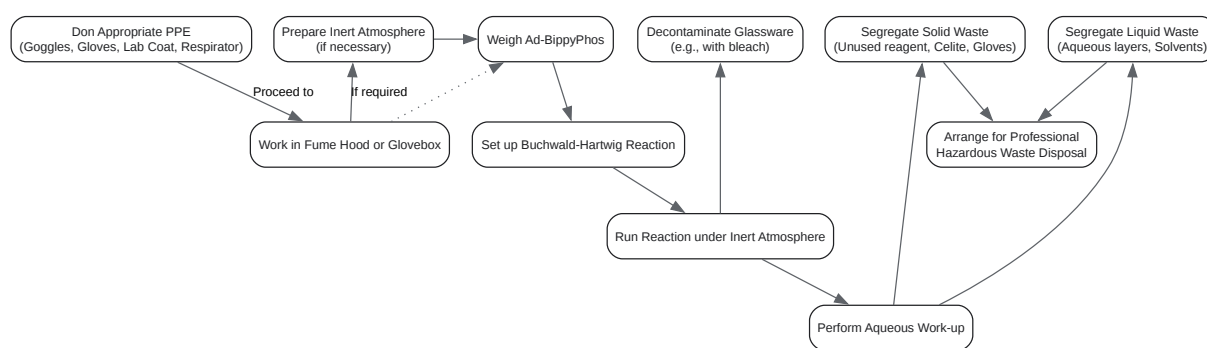 Don Appropriate PPE
(Goggles, Gloves, Lab Coat, Respirator)
Prepare Inert Atmosphere
(if necessary)
Weigh Ad-BippyPhos
Decontaminate Glassware
(e.g., with bleach)
Segregate Solid Waste
(Unused reagent, Celite, Gloves)
Segregate Liquid Waste
(Aqueous layers, Solvents)
Proceed to
If required
Work in Fume Hood or Glovebox
Set up Buchwald-Hartwig Reaction
Arrange for Professional
Hazardous Waste Disposal
Run Reaction under Inert Atmosphere
Perform Aqueous Work-up